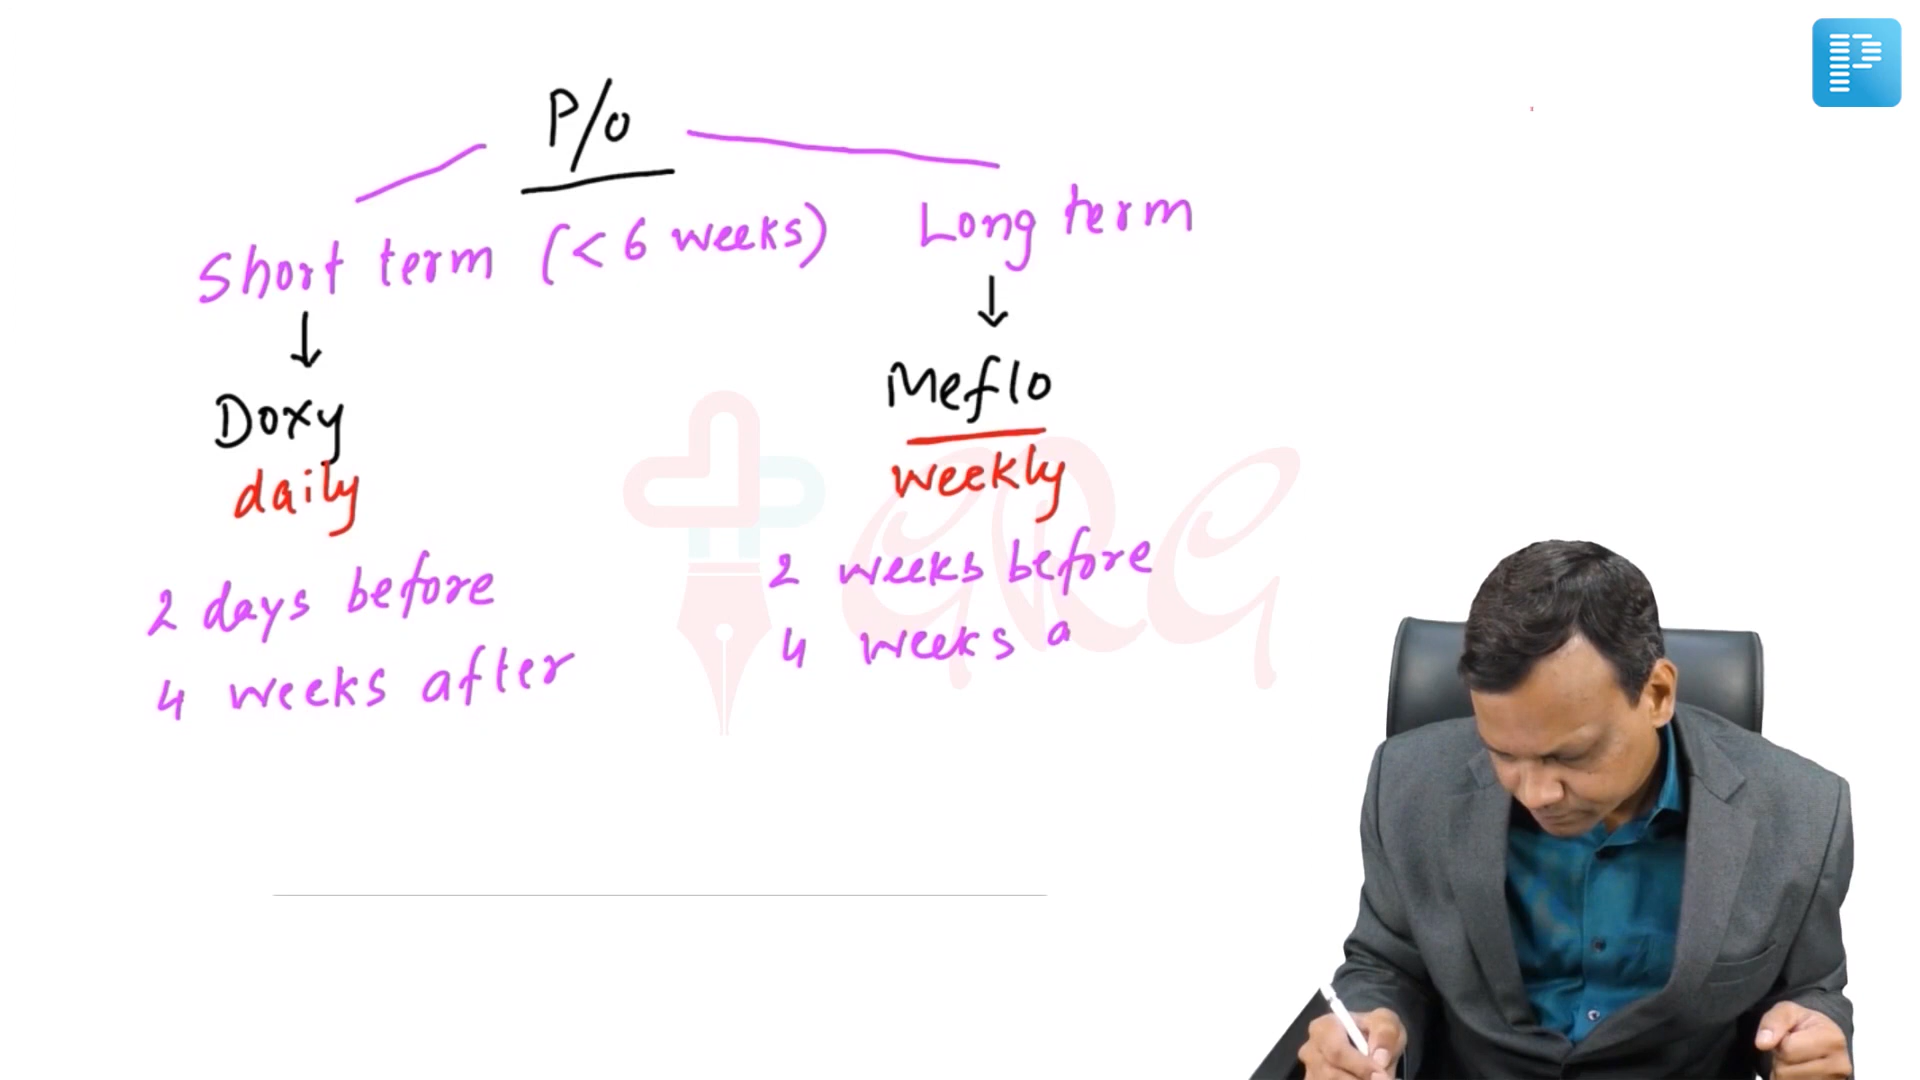 P/o
Short term (< 6 weeks)
Long term
↓
↓
Doxy
Meflo
daily
weekly
2 days before
2 weeks before
4 weeks after
4 weeks a
GRG
P